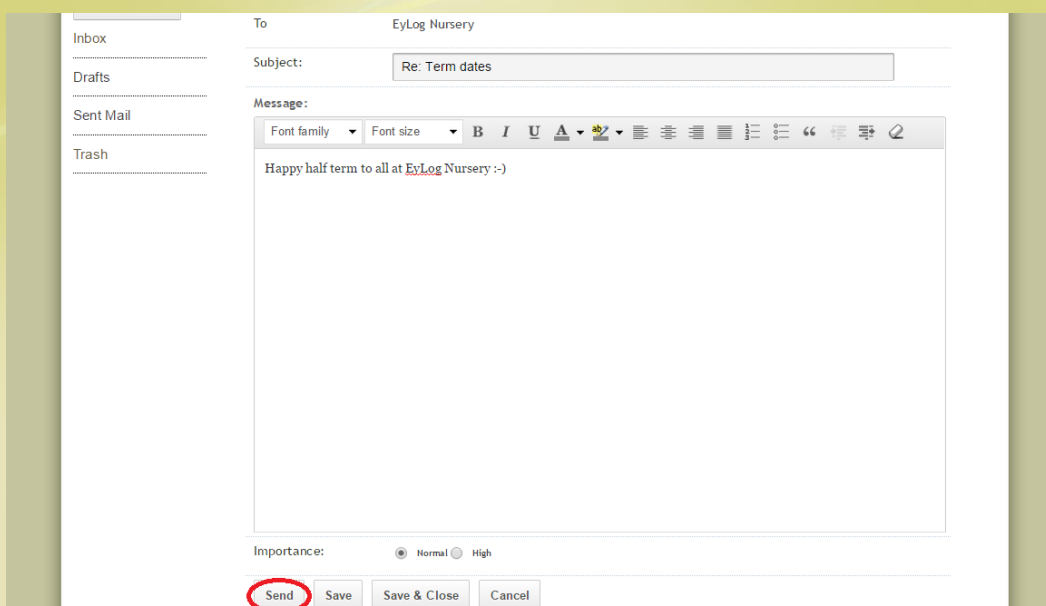 Inbox
Drafts
Sent Mail
Trash
To EyLog Nursery
Subject: Re: Term dates
Message:
Font family Font size B I U A ab
Happy half term to all at EyLog Nursery :-)
Importance: Normal High
Send Save Save & Close Cancel